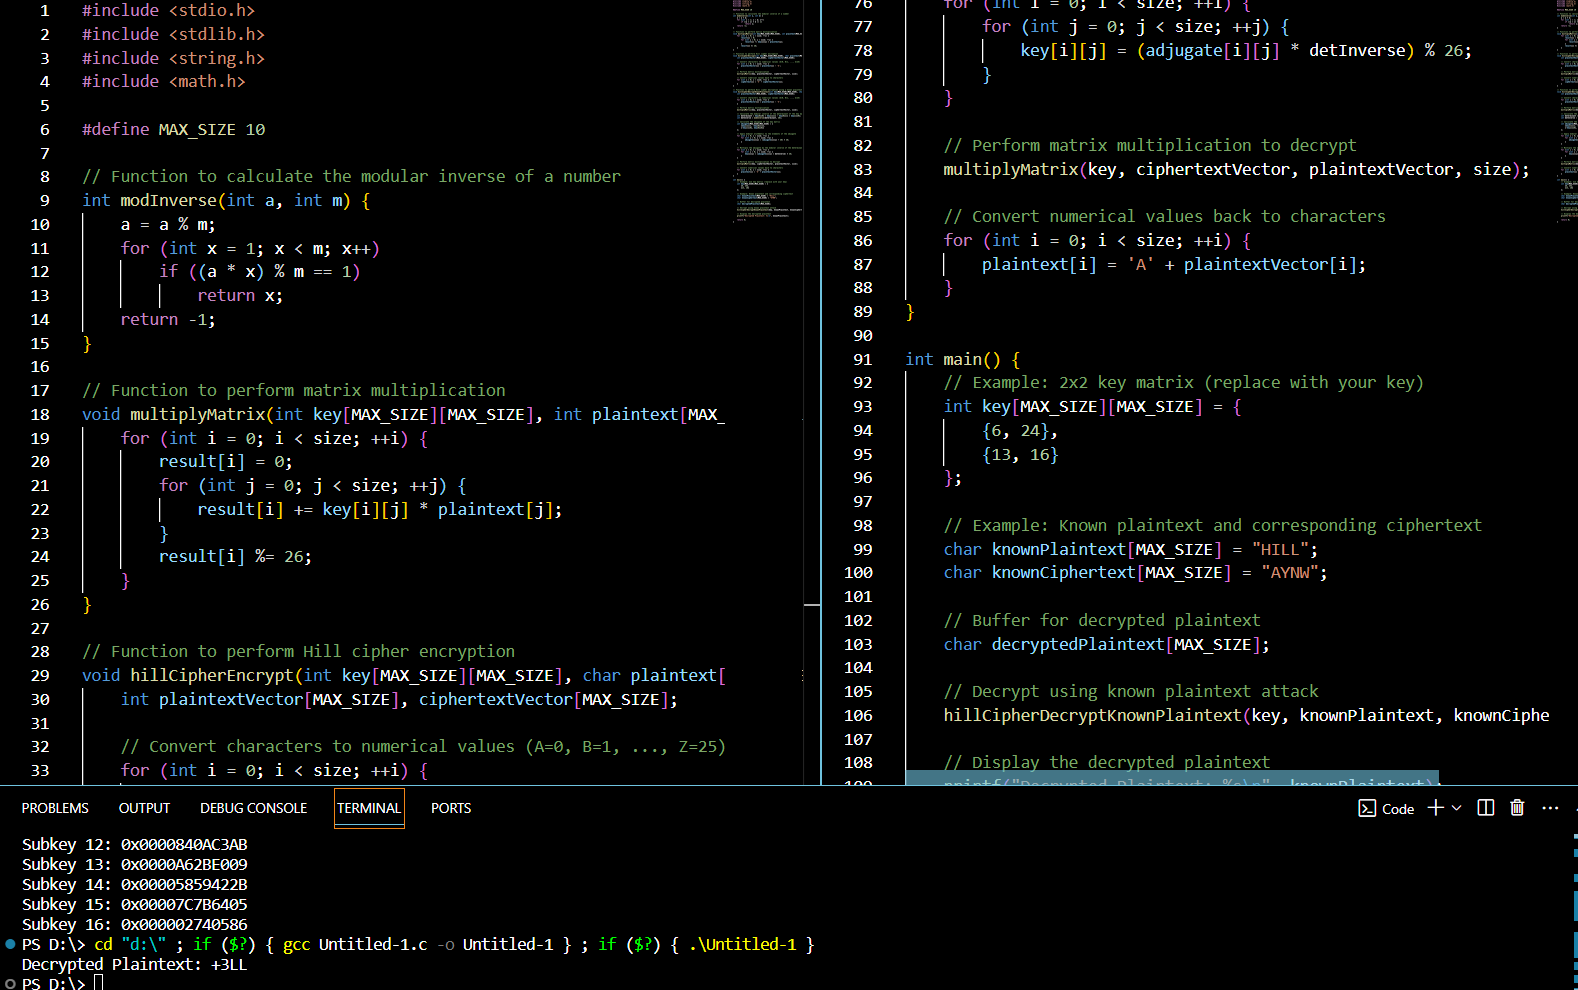 1 #include <stdio.h>
2 #include <stdlib.h>
3 #include <string.h>
4 #include <math.h>
5
6 #define MAX_SIZE 10
7
8 // Function to calculate the modular inverse of a number
9 int modInverse(int a, int m) {
10 a = a % m;
11 for (int x = 1; x < m; x++)
12 if ((a * x) % m == 1)
13 return x;
14 return -1;
15 }
16
17 // Function to perform matrix multiplication
18 void multiplyMatrix(int key[MAX_SIZE][MAX_SIZE], int plaintext[MAX_
19 for (int i = 0; i < size; ++i) {
20 result[i] = 0;
21 for (int j = 0; j < size; ++j) {
22 result[i] += key[i][j] * plaintext[j];
23 }
24 result[i] %= 26;
25 }
26 }
27
28 // Function to perform Hill cipher encryption
29 void hillCipherEncrypt(int key[MAX_SIZE][MAX_SIZE], char plaintext[
30 int plaintextVector[MAX_SIZE], ciphertextVector[MAX_SIZE];
31
32 // Convert characters to numerical values (A=0, B=1, ..., Z=25)
33 for (int i = 0; i < size; ++i) {
76 for (int i = 0; i < size; ++i) {
77 for (int j = 0; j < size; ++j) {
78 key[i][j] = (adjugate[i][j] * detInverse) % 26;
79 }
80 }
81
82 // Perform matrix multiplication to decrypt
83 multiplyMatrix(key, ciphertextVector, plaintextVector, size);
84
85 // Convert numerical values back to characters
86 for (int i = 0; i < size; ++i) {
87 plaintext[i] = 'A' + plaintextVector[i];
88 }
89 }
90
91 int main() {
92 // Example: 2x2 key matrix (replace with your key)
93 int key[MAX_SIZE][MAX_SIZE] = {
94 {6, 24},
95 {13, 16}
96 };
97
98 // Example: Known plaintext and corresponding ciphertext
99 char knownPlaintext[MAX_SIZE] = "HILL";
100 char knownCiphertext[MAX_SIZE] = "AYNW";
101
102 // Buffer for decrypted plaintext
103 char decryptedPlaintext[MAX_SIZE];
104
105 // Decrypt using known plaintext attack
106 hillCipherDecryptKnownPlaintext(key, knownPlaintext, knownCiphe
107
108 // Display the decrypted plaintext
109 printf("Decrypted Plaintext: %s\n", knownPlaintext);
PROBLEMS OUTPUT DEBUG CONSOLE TERMINAL PORTS Code
Subkey 12: 0x0000840AC3AB
Subkey 13: 0x0000A62BE009
Subkey 14: 0x00005859422B
Subkey 15: 0x00007C7B6405
Subkey 16: 0x000002740586
PS D:\> cd "d:\" ; if ($?) { gcc Untitled-1.c -o Untitled-1 } ; if ($?) { .\Untitled-1 }
Decrypted Plaintext: +3LL
PS D:\>